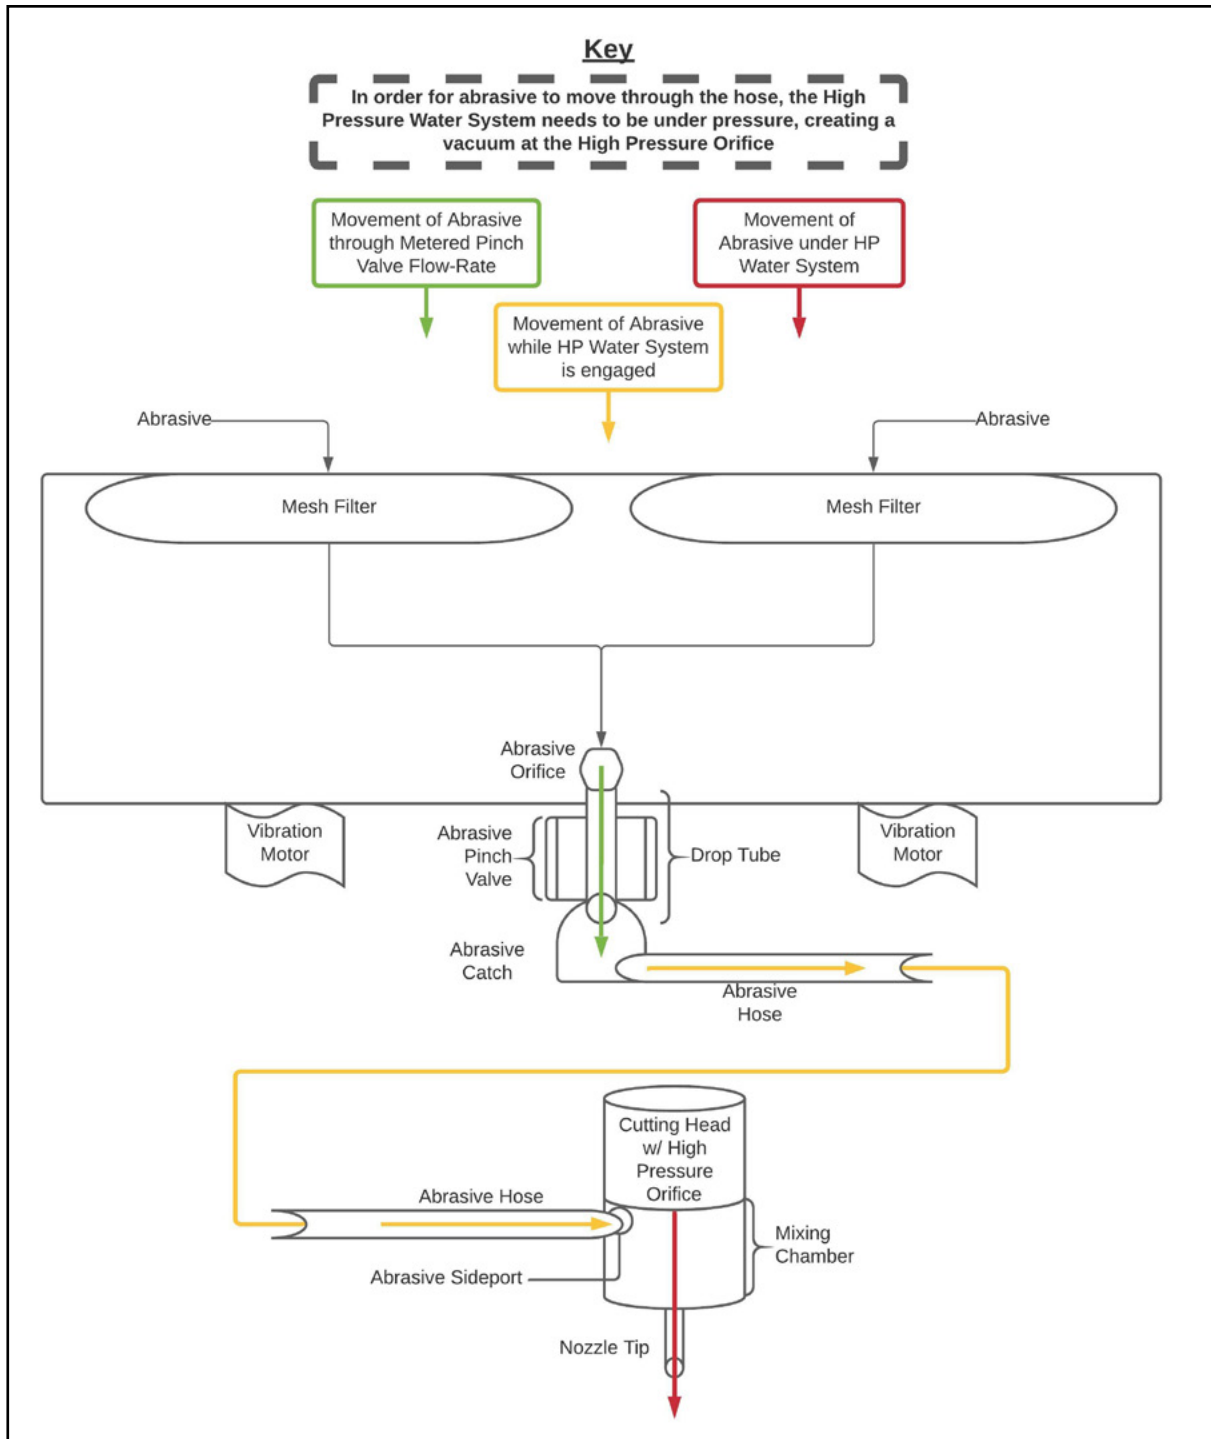 Key
In order for abrasive to move through the hose, the High
Pressure Water System needs to be under pressure, creating a
vacuum at the High Pressure Orifice
Movement of Abrasive
through Metered Pinch
Valve Flow-Rate
Movement of
Abrasive under HP
Water System
Movement of Abrasive
while HP Water System
is engaged
Abrasive
Abrasive
Mesh Filter
Mesh Filter
Abrasive
Orifice
Vibration
Motor
Abrasive
Pinch
Valve
Drop Tube
Vibration
Motor
Abrasive
Catch
Abrasive
Hose
Cutting Head
w/ High
Pressure
Orifice
Abrasive Hose
Mixing
Chamber
Abrasive Sideport
Nozzle Tip